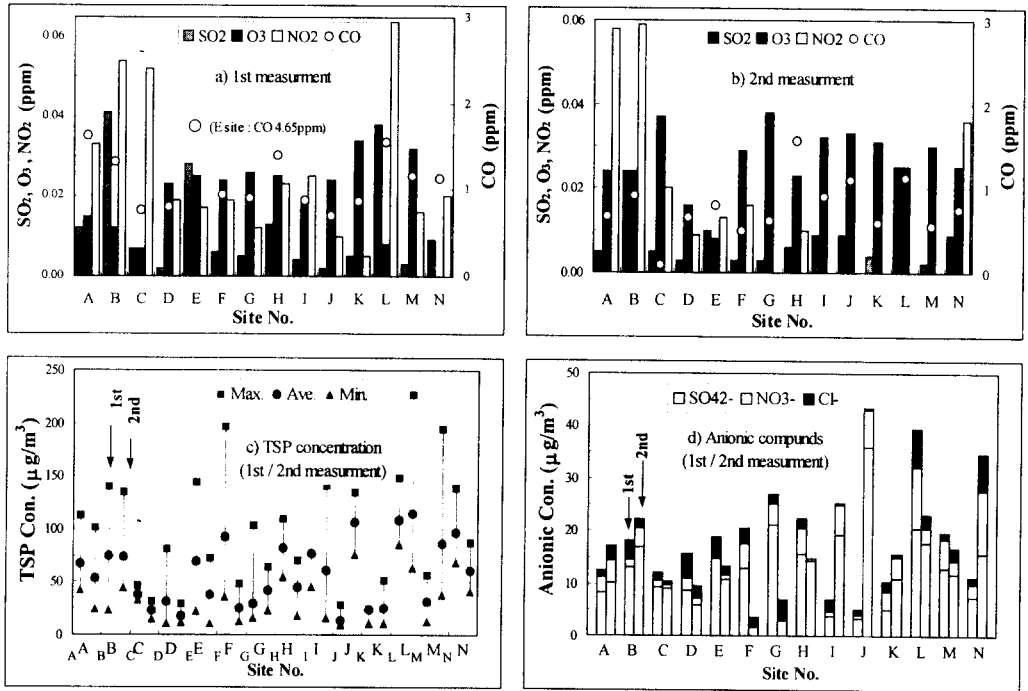 SO2 O3 NO2 CO
a) 1st measurment
(E site : CO 4.65ppm)
SO2, O3, NO2 (ppm)
0.06
0.04
0.02
0.00
CO (ppm)
3
2
1
0
A B C D E F G H I J K L M N
Site No.
SO2 O3 NO2 CO
b) 2nd measurment
SO2, O3, NO2 (ppm)
0.06
0.04
0.02
0.00
CO (ppm)
3
2
1
0
A B C D E F G H I J K L M N
Site No.
Max. Ave. Min.
1st
2nd
c) TSP concentration
(1st / 2nd measurment)
TSP Con. (μg/m³)
250
200
150
100
50
0
A A B B C C D D E E F F G G H H I I J J K K L L M M N N
Site No.
SO42- NO3- Cl-
1st
2nd
d) Anionic compunds
(1st / 2nd measurment)
Anionic Con. (μg/m³)
50
40
30
20
10
0
A B C D E F G H I J K L M N
Site No.